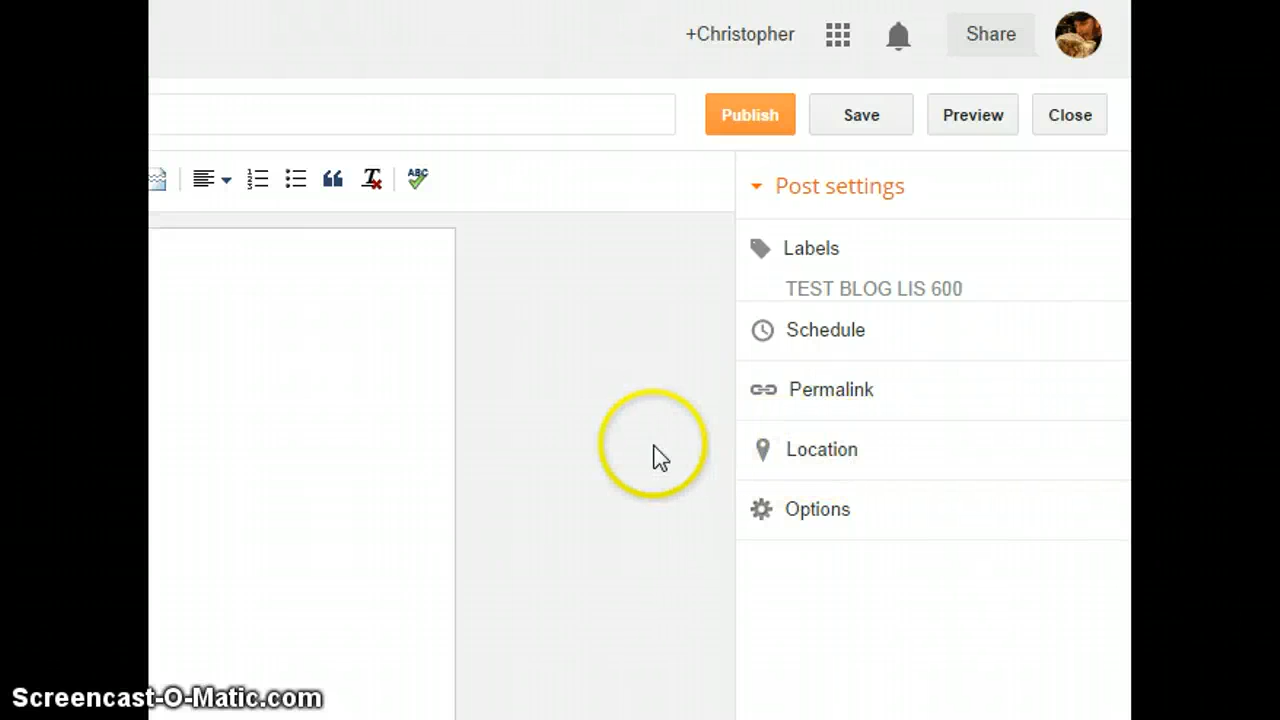 +Christopher
Share
Publish
Save
Preview
Close
ABC
Post settings
Labels
TEST BLOG LIS 600
Schedule
Permalink
Location
Options
Screencast-O-Matic.com